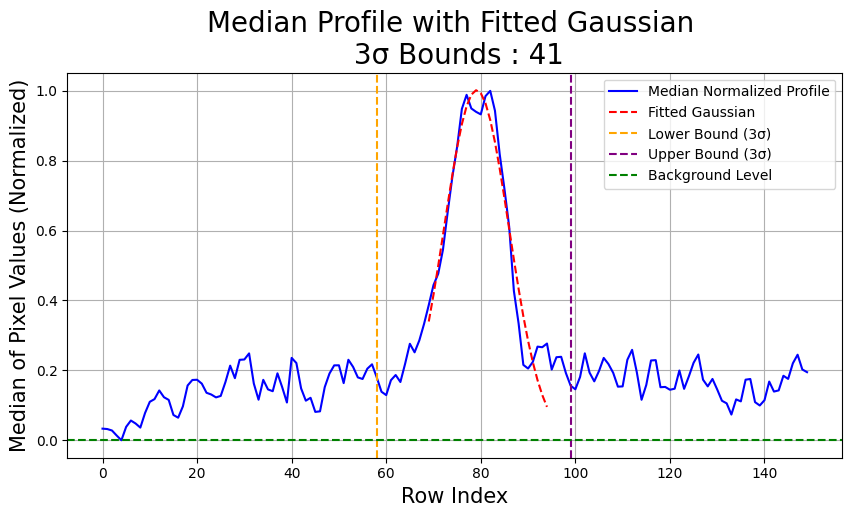 Median Profile with Fitted Gaussian
3σ Bounds : 41
Median of Pixel Values (Normalized)
1.0
0.8
0.6
0.4
0.2
0.0
Median Normalized Profile
Fitted Gaussian
Lower Bound (3σ)
Upper Bound (3σ)
Background Level
0 20 40 60 80 100 120 140
Row Index